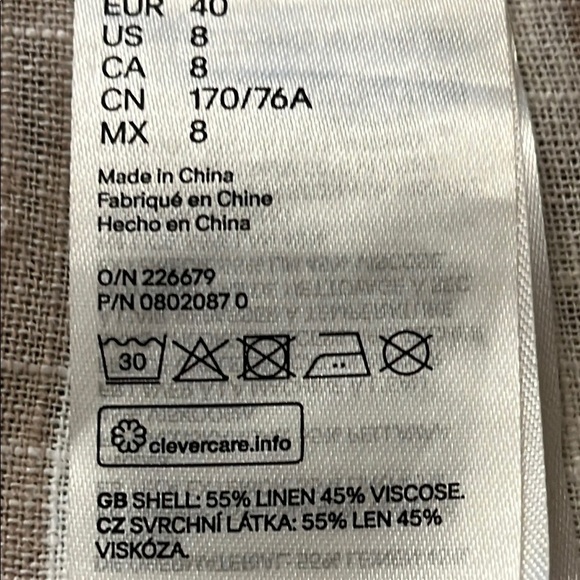 EUR 40
US 8
CA 8
CN 170/76A
MX 8
Made in China
Fabriqué en Chine
Hecho en China
O/N 226679
P/N 0802087 0
30
clevercare.info
GB SHELL: 55% LINEN 45% VISCOSE.
CZ SVRCHNÍ LÁTKA: 55% LEN 45%
VISKÓZA.